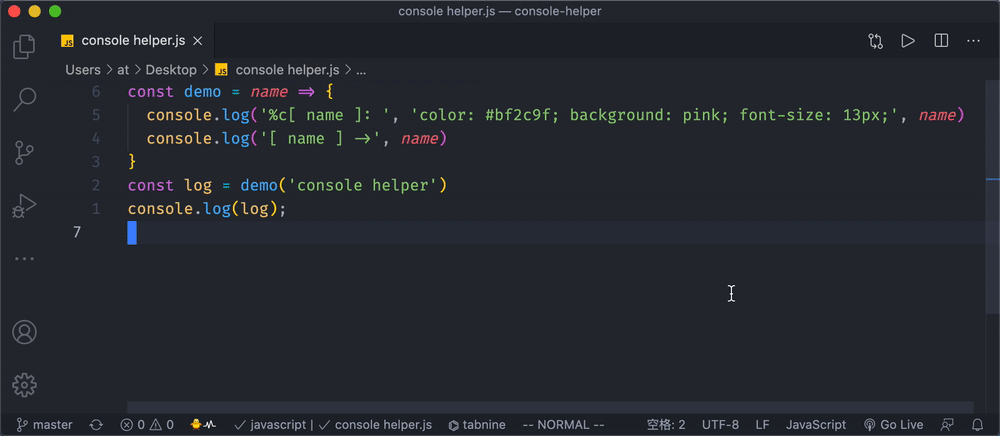 console helper.js — console-helper
JS console helper.js
Users > at > Desktop > JS console helper.js > ...
6 const demo = name => {
5 console.log('%c[ name ]: ', 'color: #bf2c9f; background: pink; font-size: 13px;', name)
4 console.log('[ name ] ->', name)
3 }
2 const log = demo('console helper')
1 console.log(log);
7
master 0 0 javascript | console helper.js tabnine -- NORMAL -- 空格: 2 UTF-8 LF JavaScript Go Live